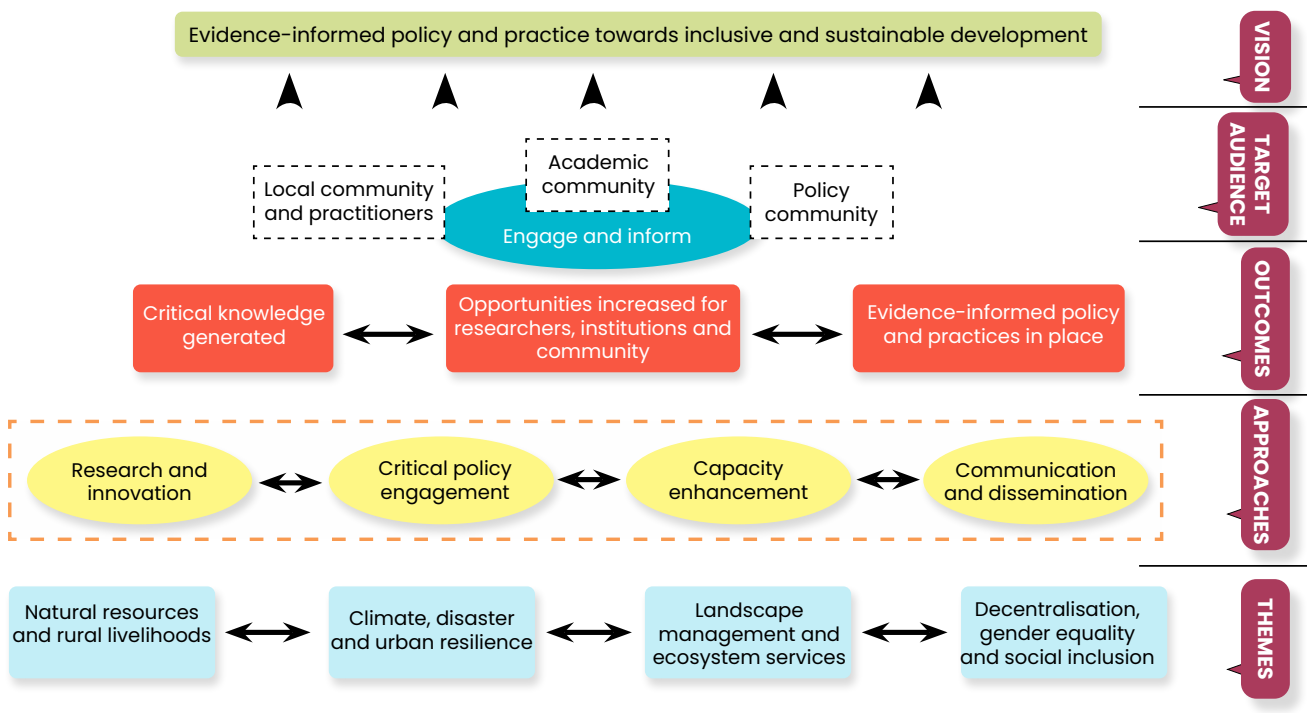 Evidence-informed policy and practice towards inclusive and sustainable development
VISION
Local community
and practitioners
Academic
community
Policy
community
Engage and inform
TARGET
AUDIENCE
Critical knowledge
generated
Opportunities increased for
researchers, institutions and
community
Evidence-informed policy
and practices in place
OUTCOMES
Research and
innovation
Critical policy
engagement
Capacity
enhancement
Communication
and dissemination
APPROACHES
Natural resources
and rural livelihoods
Climate, disaster
and urban resilience
Landscape
management and
ecosystem services
Decentralisation,
gender equality
and social inclusion
THEMES